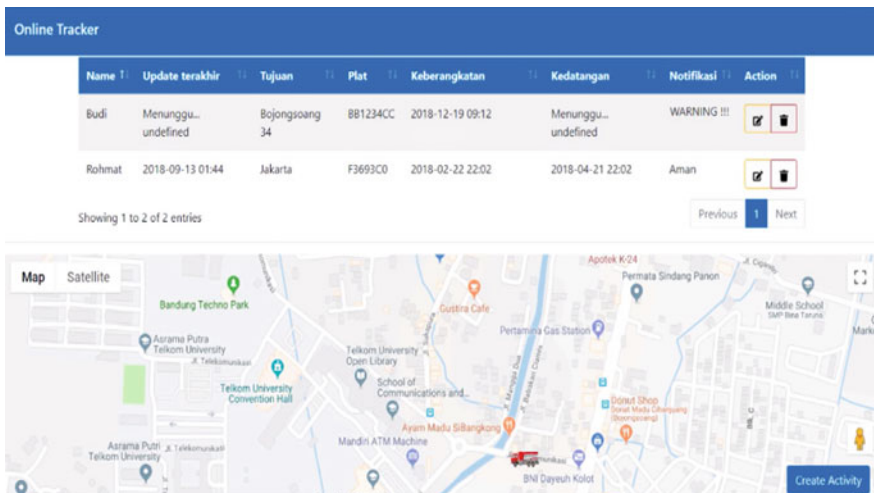 Online Tracker
Name Update terakhir Tujuan Plat Keberangkatan Kedatangan Notifikasi Action
Budi Menunggu... undefined Bojongsoang 34 BB1234CC 2018-12-19 09:12 Menunggu... undefined WARNING !!!
Rohmat 2018-09-13 01:44 Jakarta F3693C0 2018-02-22 22:02 2018-04-21 22:02 Aman
Showing 1 to 2 of 2 entries
Previous 1 Next
Map Satellite
Apotek K-24
Permata Sindang Panon
Bandung Techno Park
Gustira Cafe
Middle School
SMP Bina Taruna
Pertamina Gas Station
Asrama Putra
Telkom University
Jl. Telekomunikasi
Telkom University
Open Library
School of
Communications and...
Telkom University
Convention Hall
Donut Shop
Ayam Madu SiBangkong
Mandiri ATM Machine
Asrama Putri
Telkom University
Jl. Telekomunikasi
BNI Dayeuh Kolot
Create Activity